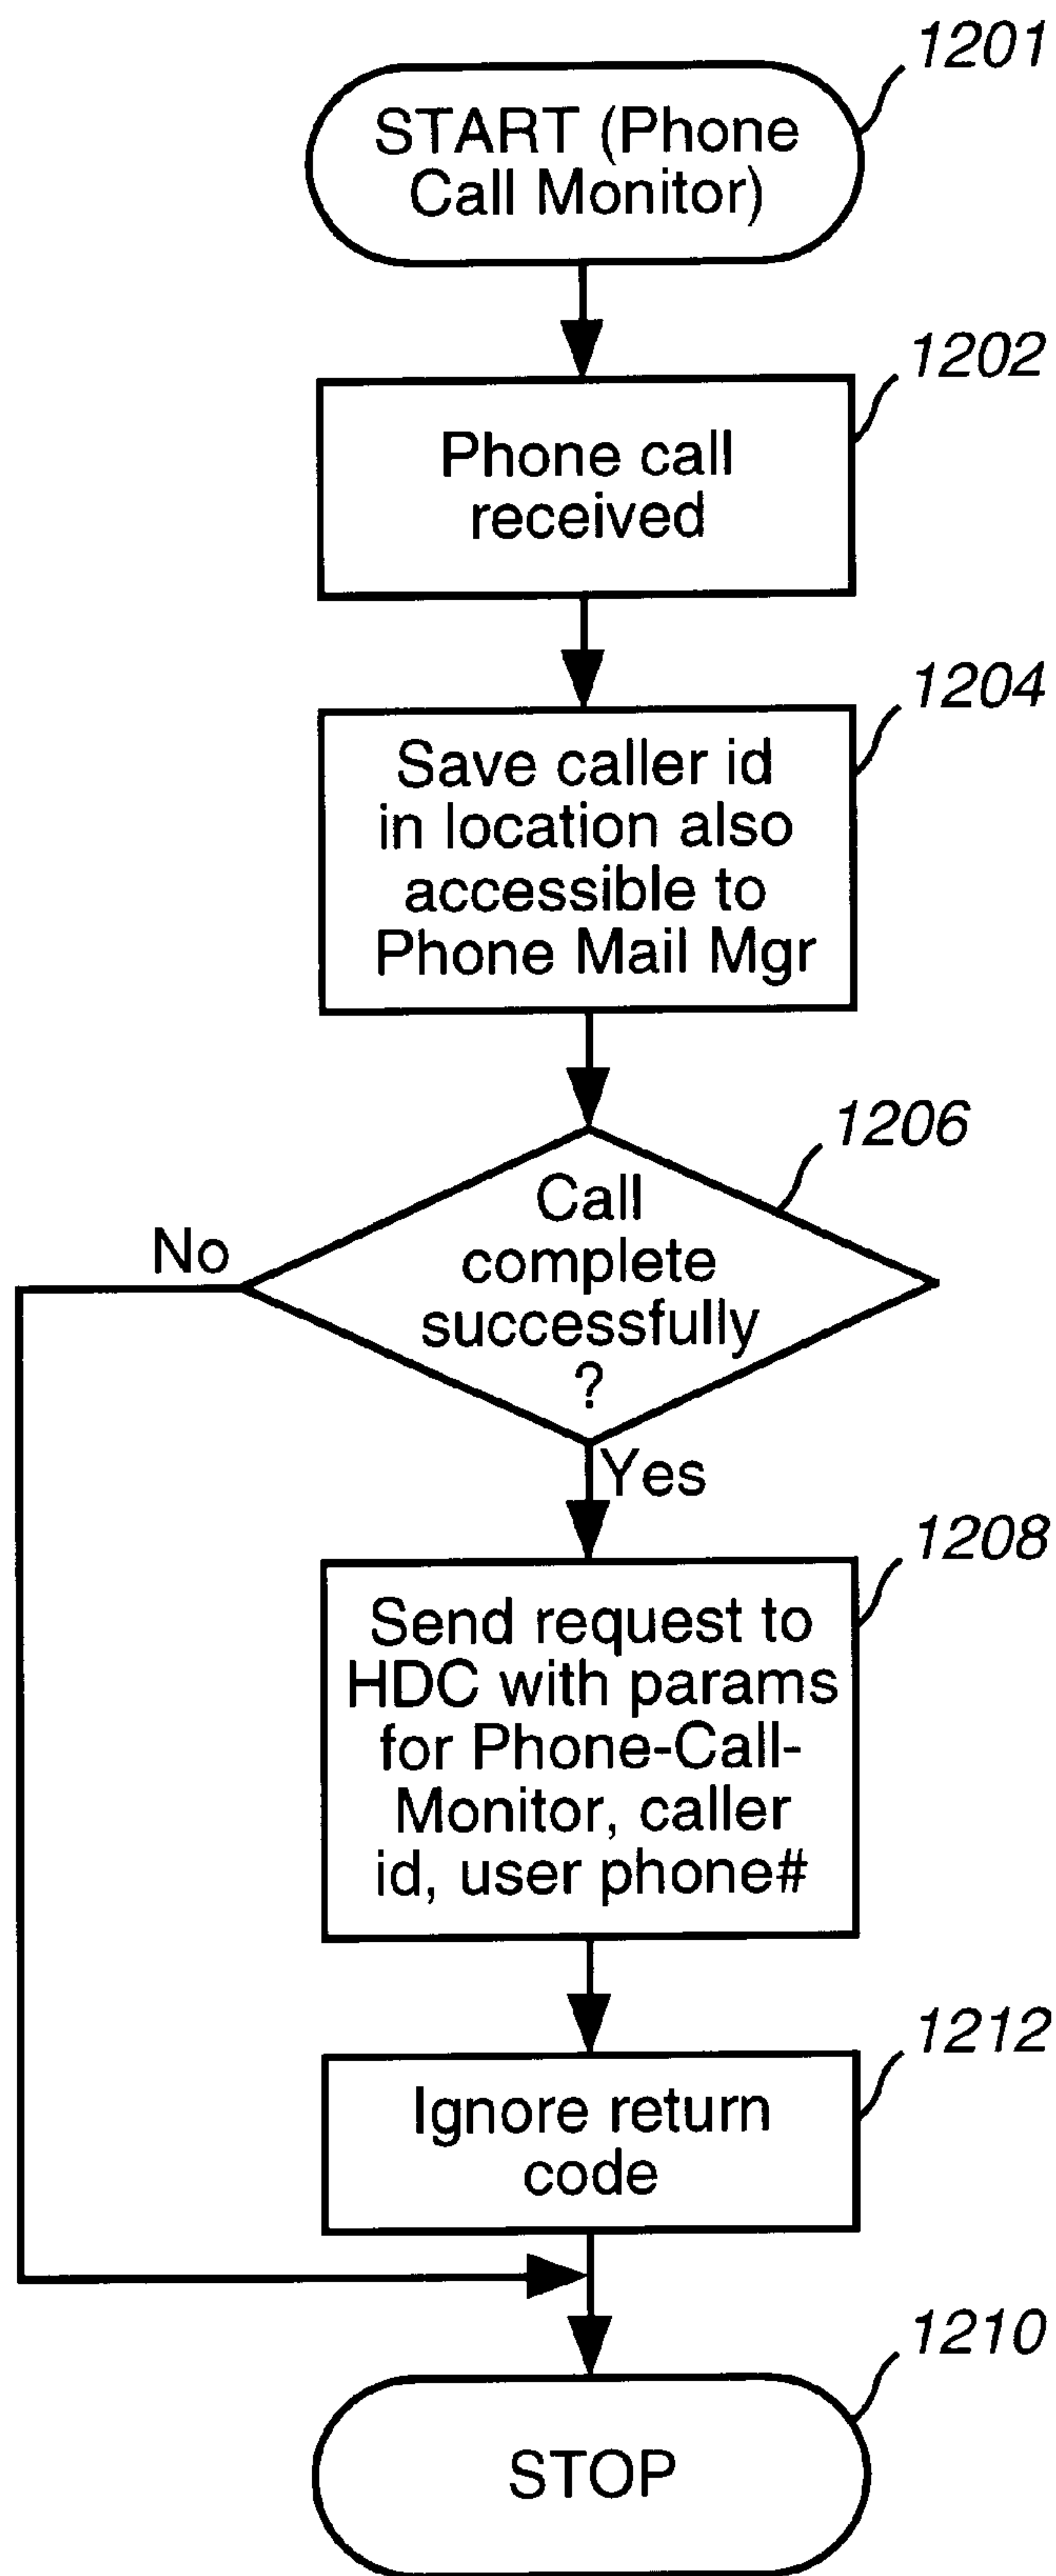 1201
START (Phone
Call Monitor)
1202
Phone call
received
1204
Save caller id
in location also
accessible to
Phone Mail Mgr
1206
Call
complete
successfully
?
No
Yes
1208
Send request to
HDC with params
for Phone-Call-
Monitor, caller
id, user phone#
1212
Ignore return
code
1210
STOP